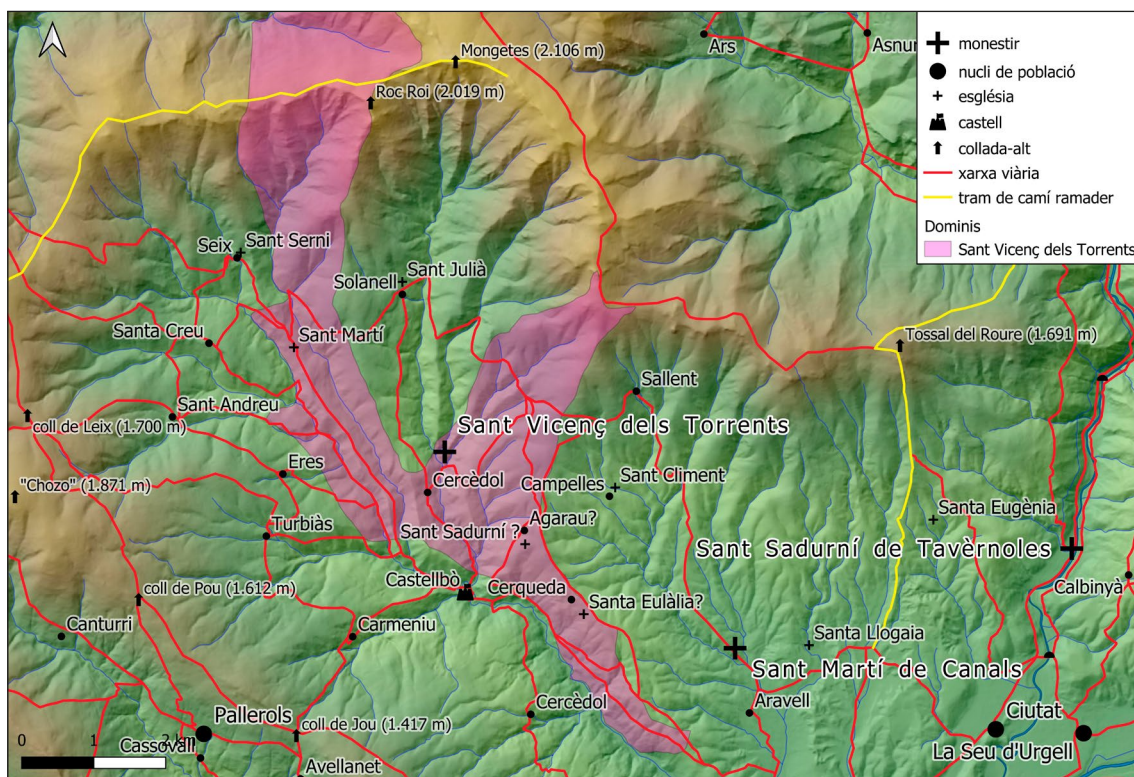 Mongetes (2.106 m)
Ars
Asnur
Roc Roi (2.019 m)
monestir
nucli de població
església
castell
collada-alt
xarxa viària
tram de camí ramader
Dominis
Sant Vicenç dels Torrents
Seix
Sant Serni
Sant Julià
Solanell
Santa Creu
Sant Martí
Tossal del Roure (1.691 m)
Sallent
Sant Andreu
coll de Leix (1.700 m)
Sant Vicenç dels Torrents
Eres
"Chozo" (1.871 m)
Cercèdol
Campelles
Sant Climent
Turbiàs
Sant Sadurní ?
Agarau?
Santa Eugènia
Sant Sadurní de Tavèrnoles
Castellbò
Cerqueda
Santa Eulàlia?
Calbinyà
coll de Pou (1.612 m)
Canturri
Carmeniu
Santa Llogaia
Sant Martí de Canals
Cercèdol
Aravell
Pallerols
coll de Jou (1.417 m)
Ciutat
La Seu d'Urgell
Cassovall
Avellanet
0 1 2 km